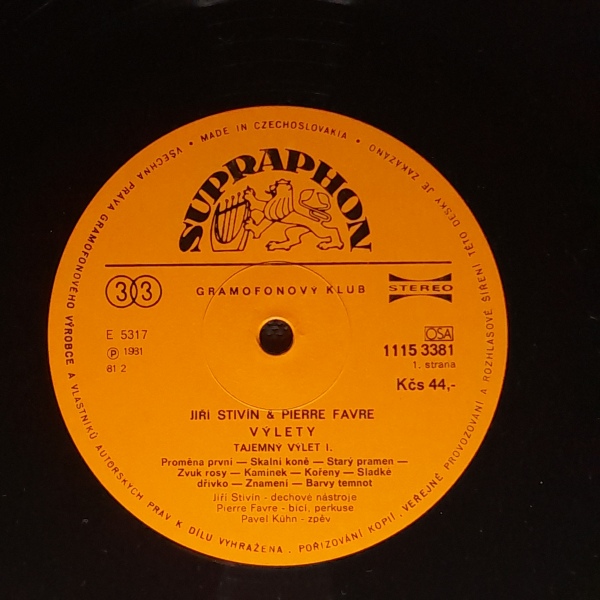 VŠECHNA PRÁVA GRAMOFONOVÉHO VÝROBCE A VLASTNÍKŮ AUTORSKÝCH PRÁV K DÍLU VYHRAŽENA . POŘIZOVÁNÍ KOPIÍ , VEŘEJNÉ PROVOZOVÁNÍ A ROZHLASOVÉ ŠÍŘENÍ TÉTO DESKY JE ZAKÁZÁNO • MADE IN CZECHOSLOVAKIA •
SUPRAPHON
33
GRAMOFONOVÝ KLUB
STEREO
E 5317
℗ 1981
81 2
OSA
1115 3381
1. strana
Kčs 44,-
JIŘÍ STIVÍN & PIERRE FAVRE
VÝLETY
TAJEMNÝ VÝLET I.
Proměna první — Skalní koně — Starý pramen —
Zvuk rosy — Kamínek — Kořeny — Sladké
dřívko — Znamení — Barvy temnot
Jiří Stivín - dechové nástroje
Pierre Favre - bicí, perkuse
Pavel Kühn - zpěv